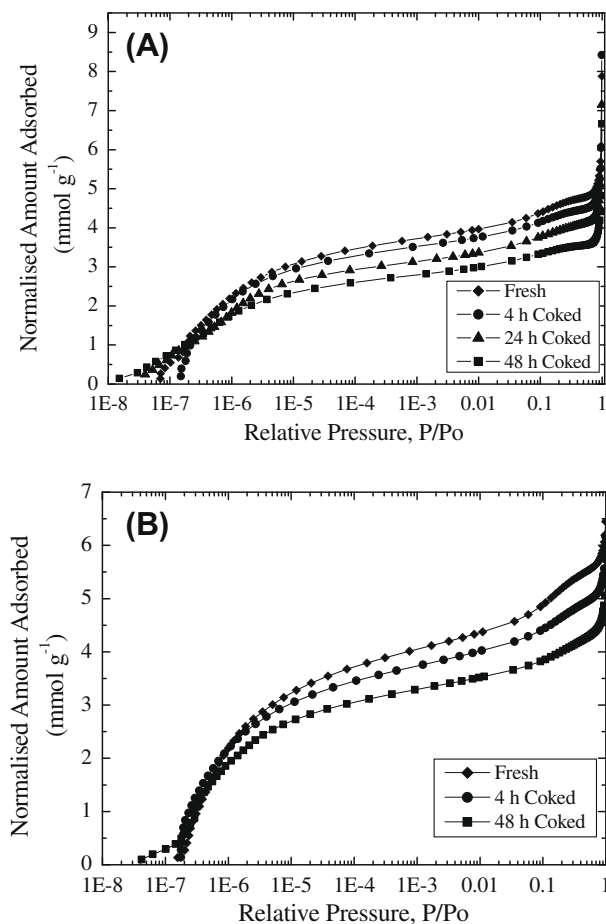 (A)
9
8
7
6
5
4
3
2
1
0
Normalised Amount Adsorbed
(mmol g⁻¹)
Fresh
4 h Coked
24 h Coked
48 h Coked
1E-8 1E-7 1E-6 1E-5 1E-4 1E-3 0.01 0.1 1
Relative Pressure, P/Po
(B)
7
6
5
4
3
2
1
0
Normalised Amount Adsorbed
(mmol g⁻¹)
Fresh
4 h Coked
48 h Coked
1E-8 1E-7 1E-6 1E-5 1E-4 1E-3 0.01 0.1 1
Relative Pressure, P/Po